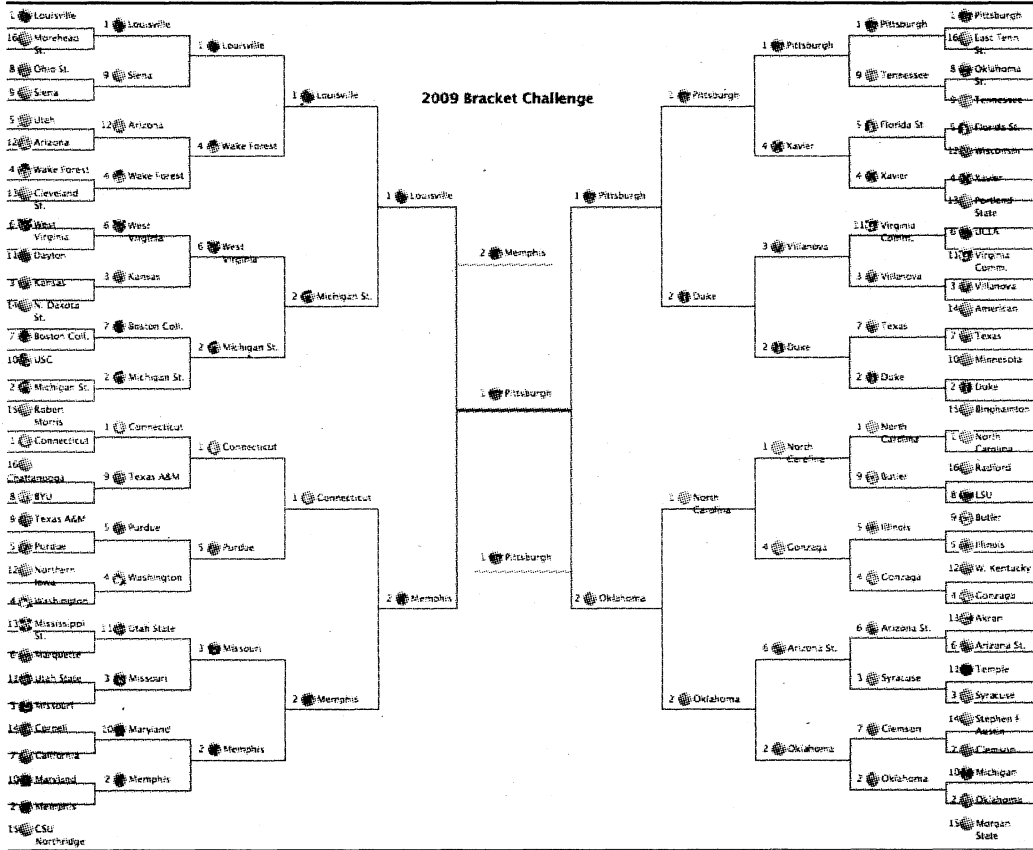 2009 Bracket Challenge
1 Louisville
16 Morehead
St.
8 Ohio St.
9 Siena
5 Utah
12 Arizona
4 Wake Forest
13 Cleveland
St.
6 West
Virginia
11 Dayton
3 Kansas
14 N. Dakota
St.
7 Boston Coll.
10 USC
2 Michigan St.
15 Robert
Morris
1 Connecticut
16
Chattanooga
8 BYU
9 Texas A&M
5 Purdue
12 Northern
Iowa
4 Washington
13 Mississippi
St.
6 Marquette
11 Utah State
3 Missouri
14 Cornell
7 California
10 Maryland
2 Memphis
15 CSU
Northridge
1 Louisville
9 Siena
12 Arizona
4 Wake Forest
6 West
Virginia
3 Kansas
7 Boston Coll.
2 Michigan St.
1 Connecticut
9 Texas A&M
5 Purdue
4 Washington
11 Utah State
3 Missouri
10 Maryland
2 Memphis
1 Louisville
4 Wake Forest
6 West
Virginia
2 Michigan St.
1 Connecticut
5 Purdue
3 Missouri
2 Memphis
1 Louisville
2 Michigan St.
1 Connecticut
2 Memphis
1 Louisville
2 Memphis
2 Memphis
1 Pittsburgh
1 Pittsburgh
1 Pittsburgh
2 Oklahoma
1 Pittsburgh
2 Duke
1 North
Carolina
2 Oklahoma
1 Pittsburgh
4 Xavier
3 Villanova
2 Duke
1 North
Carolina
4 Gonzaga
6 Arizona St.
2 Oklahoma
1 Pittsburgh
9 Tennessee
5 Florida St.
4 Xavier
11 Virginia
Comm.
3 Villanova
7 Texas
2 Duke
1 North
Carolina
9 Butler
5 Illinois
4 Gonzaga
6 Arizona St.
3 Syracuse
7 Clemson
2 Oklahoma
1 Pittsburgh
16 East Tenn
St.
8 Oklahoma
St.
9 Tennessee
5 Florida St.
12 Wisconsin
4 Xavier
13 Portland
State
6 UCLA
11 Virginia
Comm.
3 Villanova
14 American
7 Texas
10 Minnesota
2 Duke
15 Binghamton
1 North
Carolina
16 Radford
8 LSU
9 Butler
5 Illinois
12 W. Kentucky
4 Gonzaga
13 Akron
6 Arizona St.
11 Temple
3 Syracuse
14 Stephen F
Austin
Clemson
10 Michigan
2 Oklahoma
15 Morgan
State